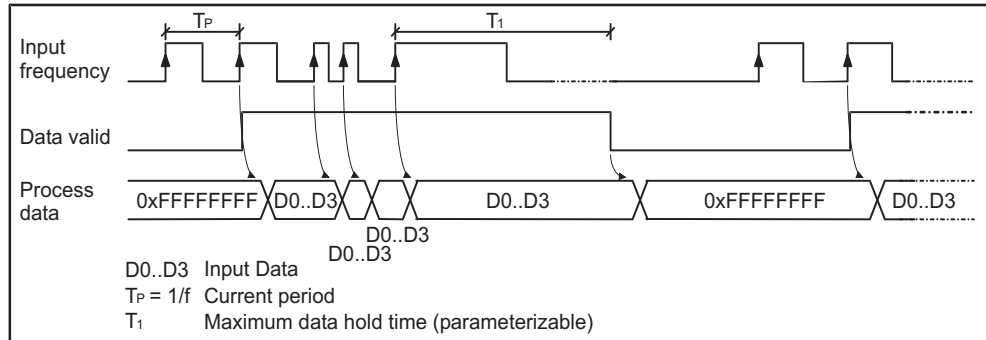 TP
T1
Input
frequency
Data valid
Process
data
0xFFFFFFFF
D0..D3
D0..D3
0xFFFFFFFF
D0..D3
D0..D3
D0..D3
D0..D3 Input Data
TP = 1/f Current period
T1 Maximum data hold time (parameterizable)